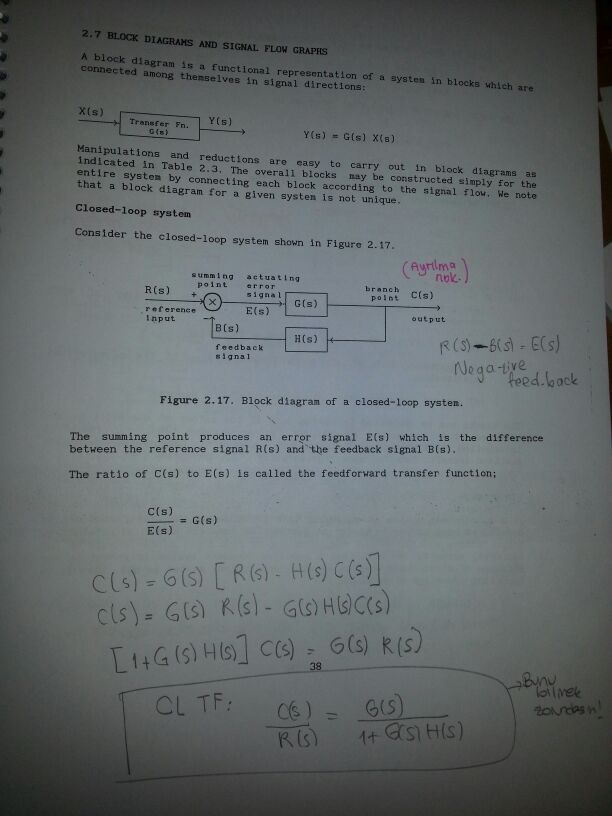 2.7 BLOCK DIAGRAMS AND SIGNAL FLOW GRAPHS
A block diagram is a functional representation of a system in blocks which are
connected among themselves in signal directions:
X(s)
Transfer Fn.
G(s)
Y(s)
Y(s) = G(s) X(s)
Manipulations and reductions are easy to carry out in block diagrams as
indicated in Table 2.3. The overall blocks may be constructed simply for the
entire system by connecting each block according to the signal flow. We note
that a block diagram for a given system is not unique.
Closed-loop system
Consider the closed-loop system shown in Figure 2.17.
(Ayrılma
nok.)
summing actuating
point error
signal
branch
point
R(s)
+
×
G(s)
C(s)
reference
input
E(s)
output
−
B(s)
H(s)
feedback
signal
R(s) - B(s) = E(s)
Negative
feed-back
Figure 2.17. Block diagram of a closed-loop system.
The summing point produces an error signal E(s) which is the difference
between the reference signal R(s) and the feedback signal B(s).
The ratio of C(s) to E(s) is called the feedforward transfer function;
C(s)
= G(s)
E(s)
C(s) = G(s) [R(s) - H(s) C(s)]
C(s) = G(s) R(s) - G(s) H(s) C(s)
[1+G(s) H(s)] C(s) = G(s) R(s)
38
→Bunu
bilmek
zorundasın!
CL TF:
C(s) = G(s)
R(s) 1+ G(s) H(s)